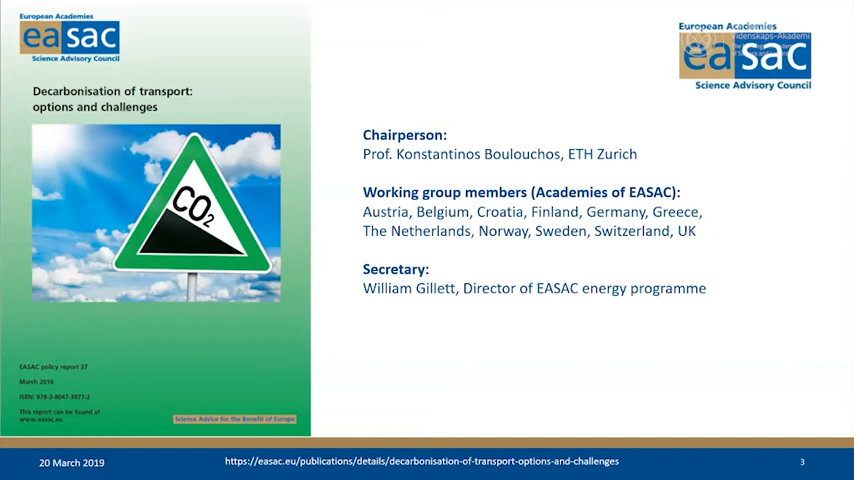 European Academies
easac
Science Advisory Council
Decarbonisation of transport:
options and challenges
CO2
EASAC policy report 37
March 2019
ISBN: 978-3-8047-3977-2
This report can be found at
www.easac.eu
Science Advice for the Benefit of Europe
European Academies
Videnskaps-Akademi
easac
Science Advisory Council
Chairperson:
Prof. Konstantinos Boulouchos, ETH Zurich
Working group members (Academies of EASAC):
Austria, Belgium, Croatia, Finland, Germany, Greece,
The Netherlands, Norway, Sweden, Switzerland, UK
Secretary:
William Gillett, Director of EASAC energy programme
20 March 2019
https://easac.eu/publications/details/decarbonisation-of-transport-options-and-challenges
3